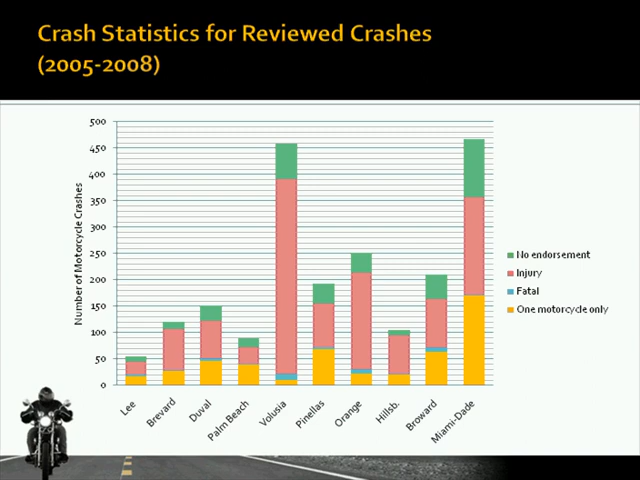 Crash Statistics for Reviewed Crashes
(2005-2008)
500
450
400
350
300
250
200
150
100
50
0
Number of Motorcycle Crashes
Lee
Brevard
Duval
Palm Beach
Volusia
Pinellas
Orange
Hillsb.
Broward
Miami-Dade
No endorsement
Injury
Fatal
One motorcycle only